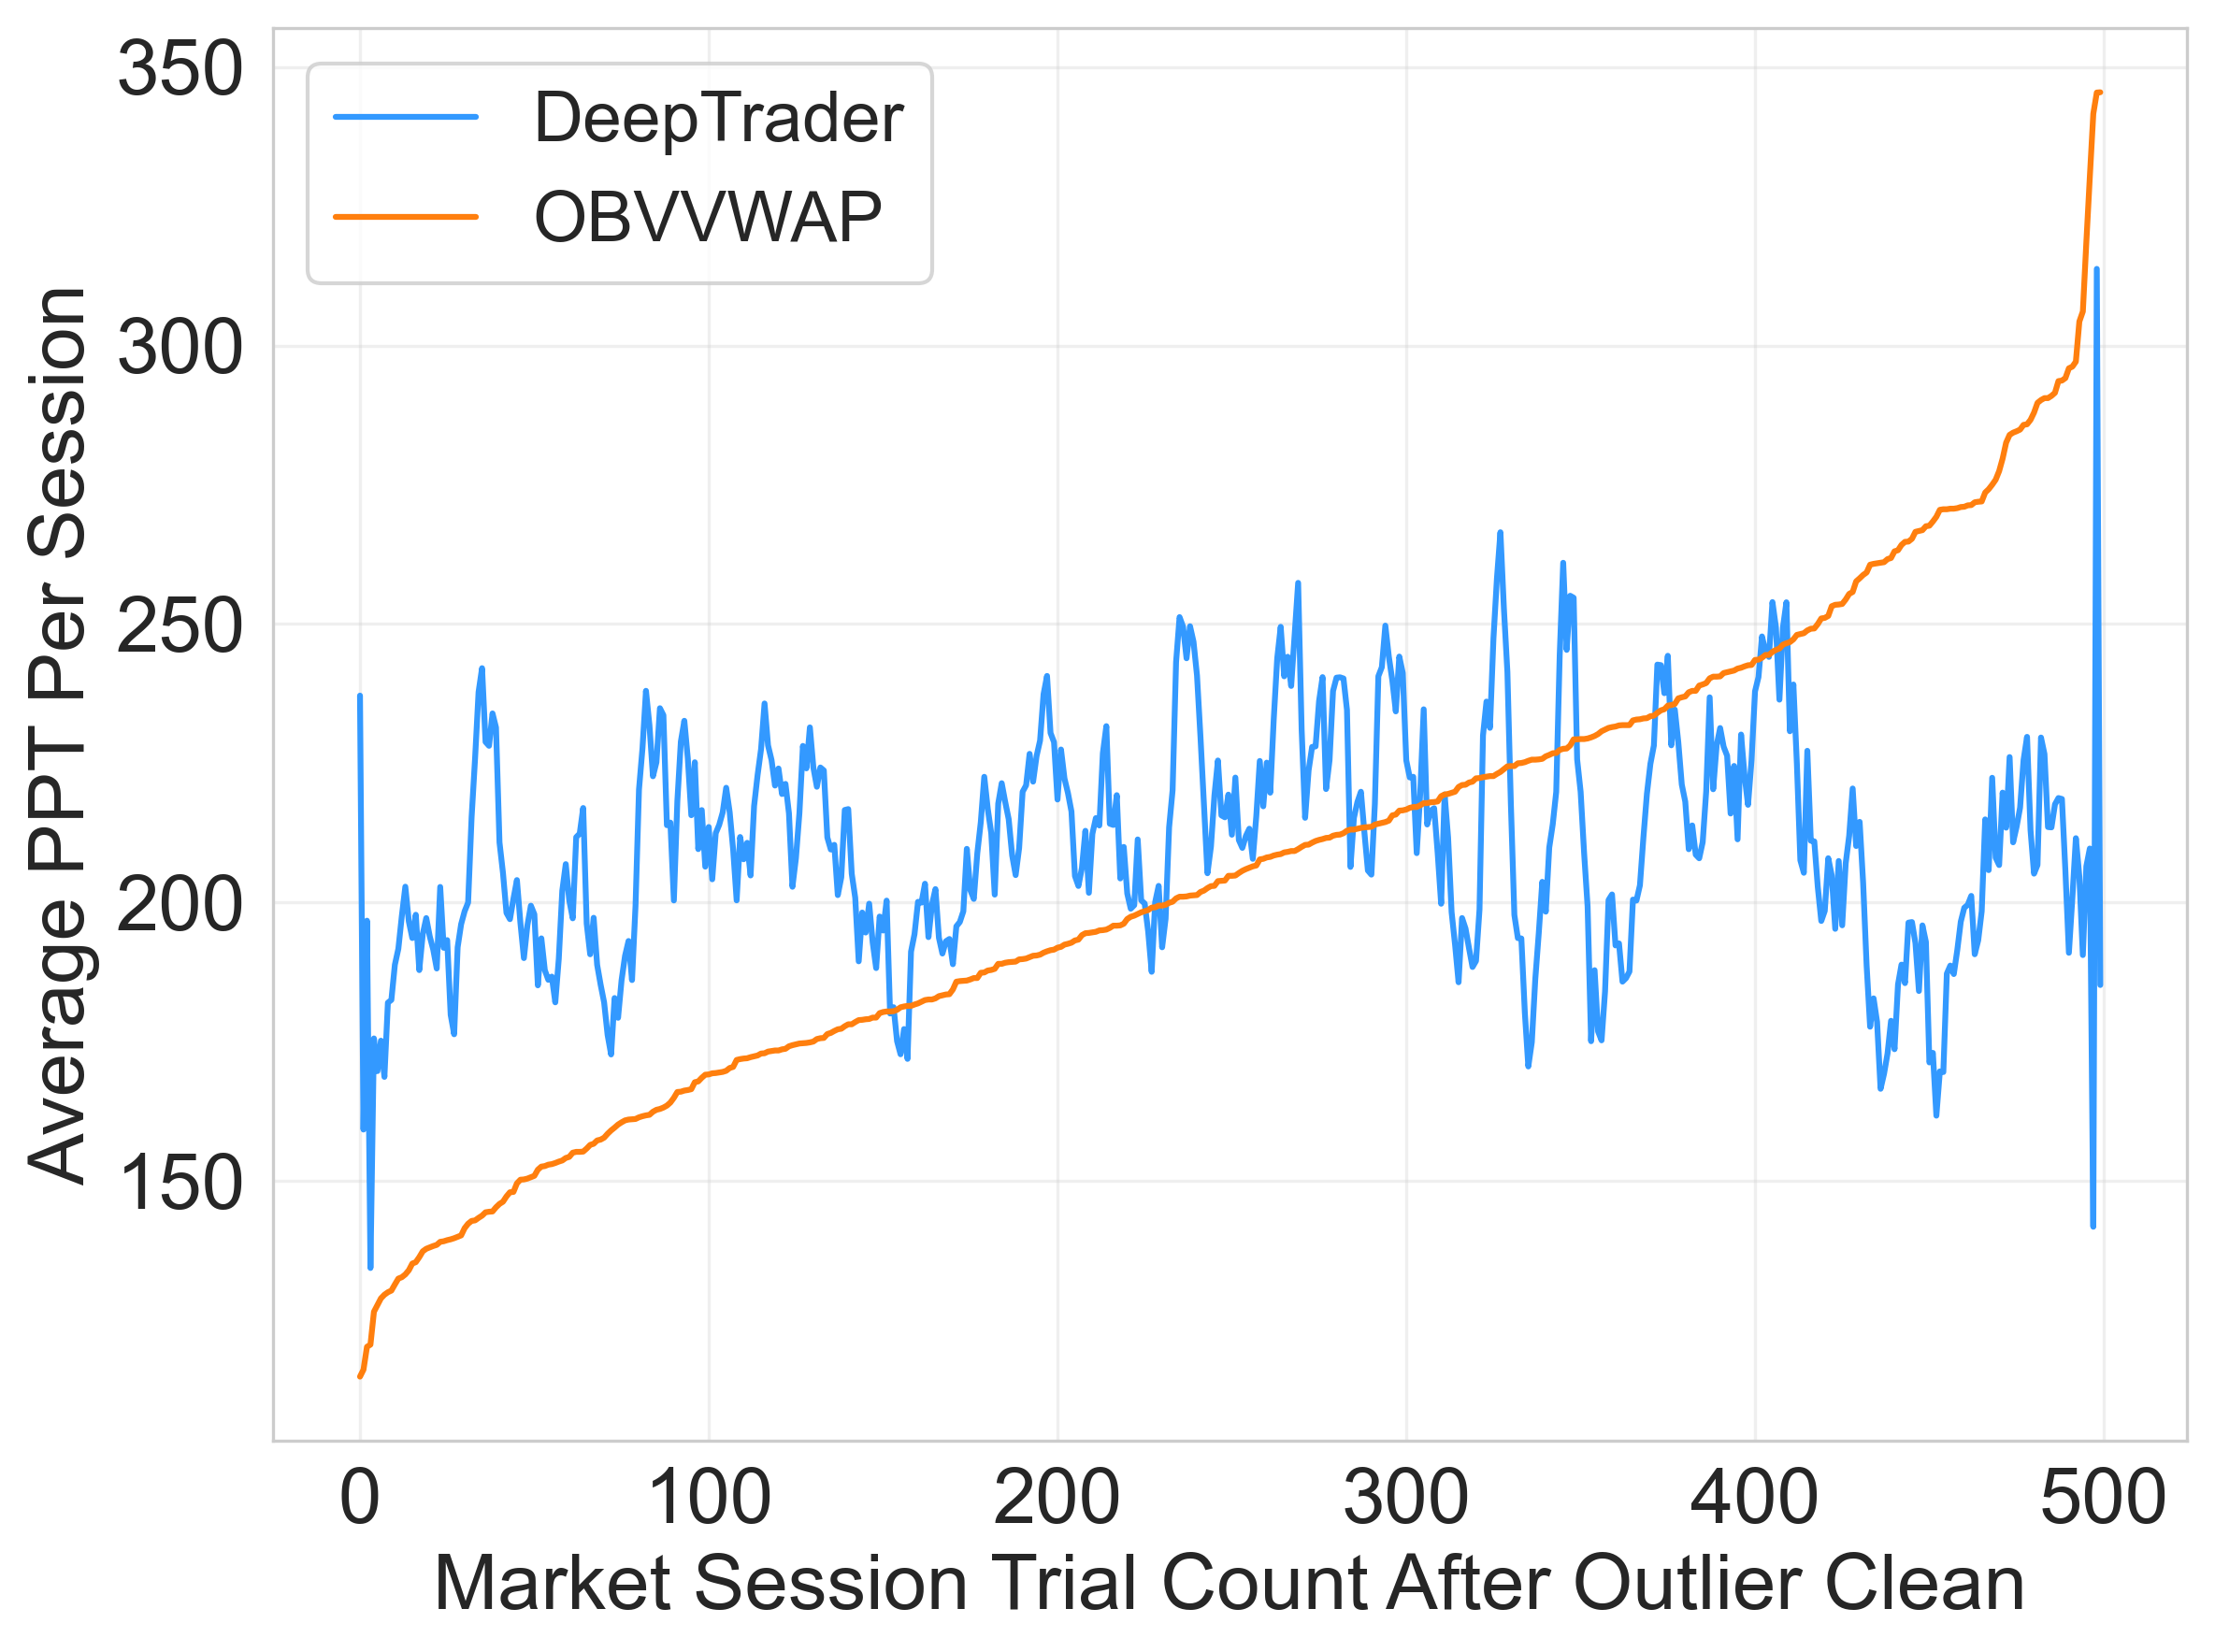 350
300
250
200
150
Average PPT Per Session
DeepTrader
OBVVWAP
0 100 200 300 400 500
Market Session Trial Count After Outlier Clean